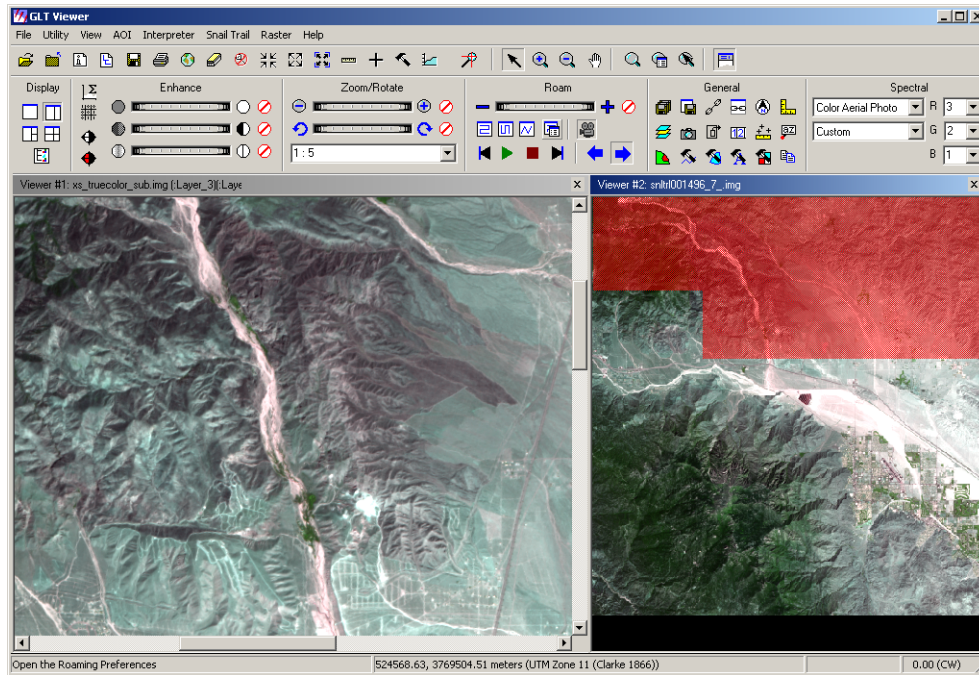 GLT Viewer
File Utility View AOI Interpreter Snail Trail Raster Help
Display Enhance Zoom/Rotate Roam General Spectral
Color Aerial Photo R 3
Custom G 2
1 : 5 B 1
Viewer #1: xs_truecolor_sub.img (:Layer_3)(:Laye
Viewer #2: snltrl001496_7_.img
Open the Roaming Preferences 524568.63, 3769504.51 meters (UTM Zone 11 (Clarke 1866)) 0.00 (CW)